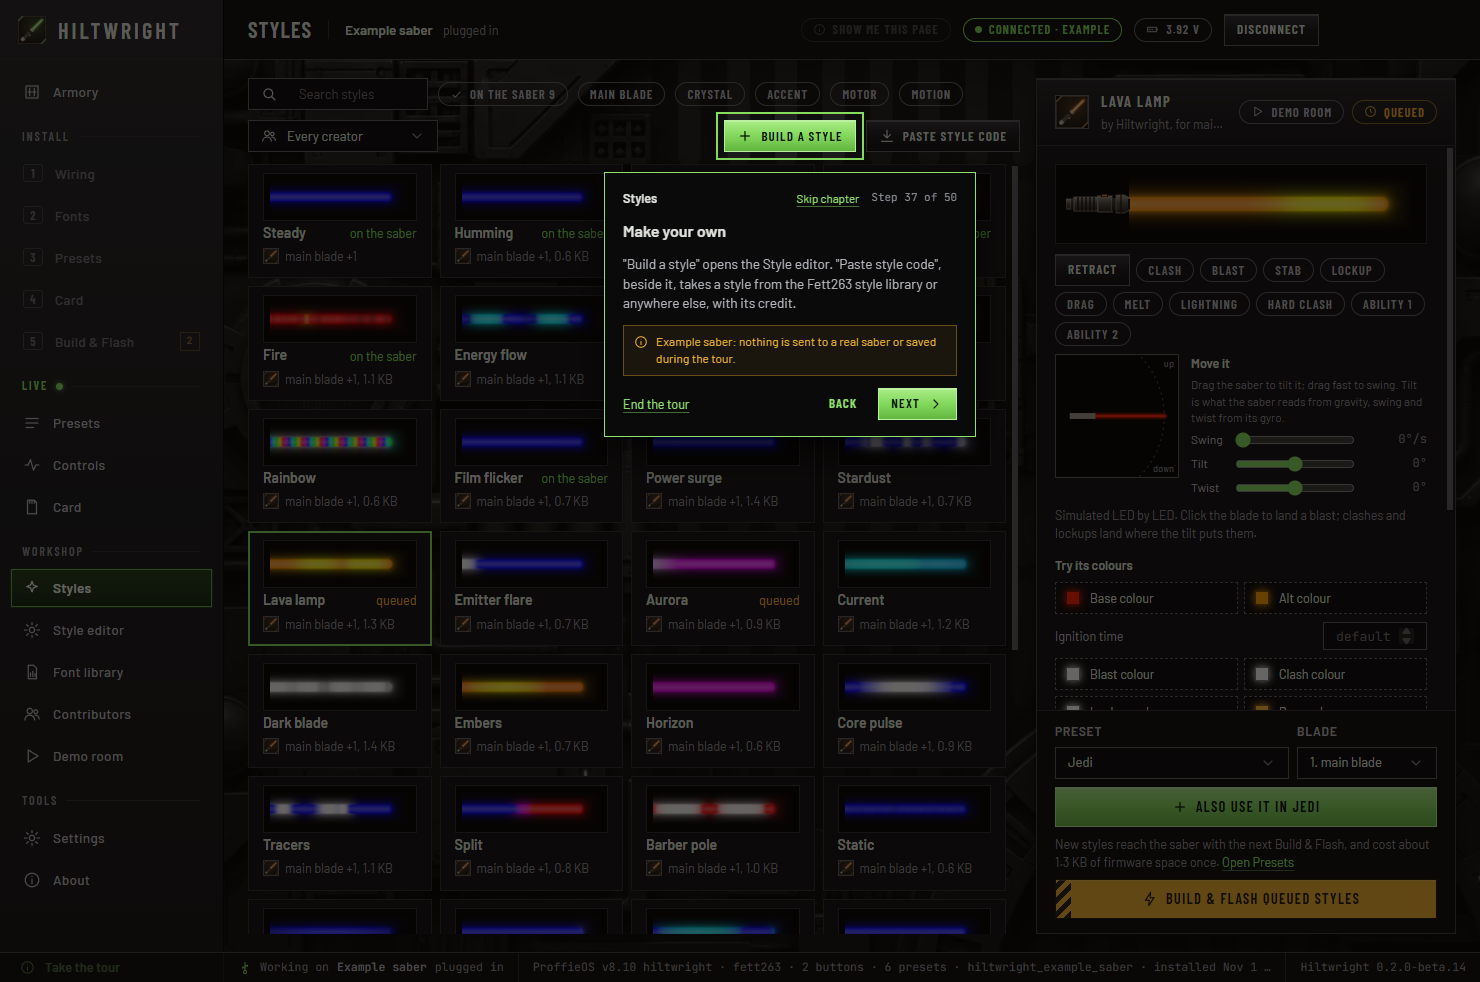 HILTWRIGHT
STYLES
Example saber plugged in
SHOW ME THIS PAGE
CONNECTED · EXAMPLE
3.92 V
DISCONNECT
Armory
INSTALL
1 Wiring
2 Fonts
3 Presets
4 Card
5 Build & Flash 2
LIVE
Presets
Controls
Card
WORKSHOP
Styles
Style editor
Font library
Contributors
Demo room
TOOLS
Settings
About
Take the tour
Search styles
ON THE SABER 9
MAIN BLADE
CRYSTAL
ACCENT
MOTOR
MOTION
Every creator
BUILD A STYLE
PASTE STYLE CODE
Steady on the saber
main blade +1
Humming on the sabe
main blade +1, 0.6 KB
ber
Fire on the saber
main blade +1, 1.1 KB
Energy flow
main blade +1, 1.1 KB
Rainbow
main blade +1, 0.6 KB
Film flicker on the saber
main blade +1, 0.7 KB
Power surge
main blade +1, 1.4 KB
Stardust
main blade +1, 0.7 KB
Lava lamp queued
main blade +1, 1.3 KB
Emitter flare
main blade +1, 0.7 KB
Aurora queued
main blade +1, 0.9 KB
Current
main blade +1, 1.2 KB
Dark blade
main blade +1, 1.4 KB
Embers
main blade +1, 0.7 KB
Horizon
main blade +1, 0.6 KB
Core pulse
main blade +1, 0.9 KB
Tracers
main blade +1, 1.1 KB
Split
main blade +1, 0.8 KB
Barber pole
main blade +1, 1.0 KB
Static
main blade +1, 0.6 KB
Styles
Skip chapter
Step 37 of 50
Make your own
"Build a style" opens the Style editor. "Paste style code",
beside it, takes a style from the Fett263 style library or
anywhere else, with its credit.
Example saber: nothing is sent to a real saber or saved
during the tour.
End the tour
BACK
NEXT
LAVA LAMP
by Hiltwright, for mai…
DEMO ROOM
QUEUED
RETRACT
CLASH
BLAST
STAB
LOCKUP
DRAG
MELT
LIGHTNING
HARD CLASH
ABILITY 1
ABILITY 2
up
down
Move it
Drag the saber to tilt it; drag fast to swing. Tilt
is what the saber reads from gravity, swing and
twist from its gyro.
Swing 0°/s
Tilt 0°
Twist 0°
Simulated LED by LED. Click the blade to land a blast; clashes and
lockups land where the tilt puts them.
Try its colours
Base colour
Alt colour
Ignition time default
Blast colour
Clash colour
PRESET
BLADE
Jedi
1. main blade
ALSO USE IT IN JEDI
New styles reach the saber with the next Build & Flash, and cost about
1.3 KB of firmware space once. Open Presets
BUILD & FLASH QUEUED STYLES
Working on Example saber plugged in
ProffieOS v8.10 hiltwright · fett263 · 2 buttons · 6 presets · hiltwright_example_saber · installed Nov 1 …
Hiltwright 0.2.0-beta.14